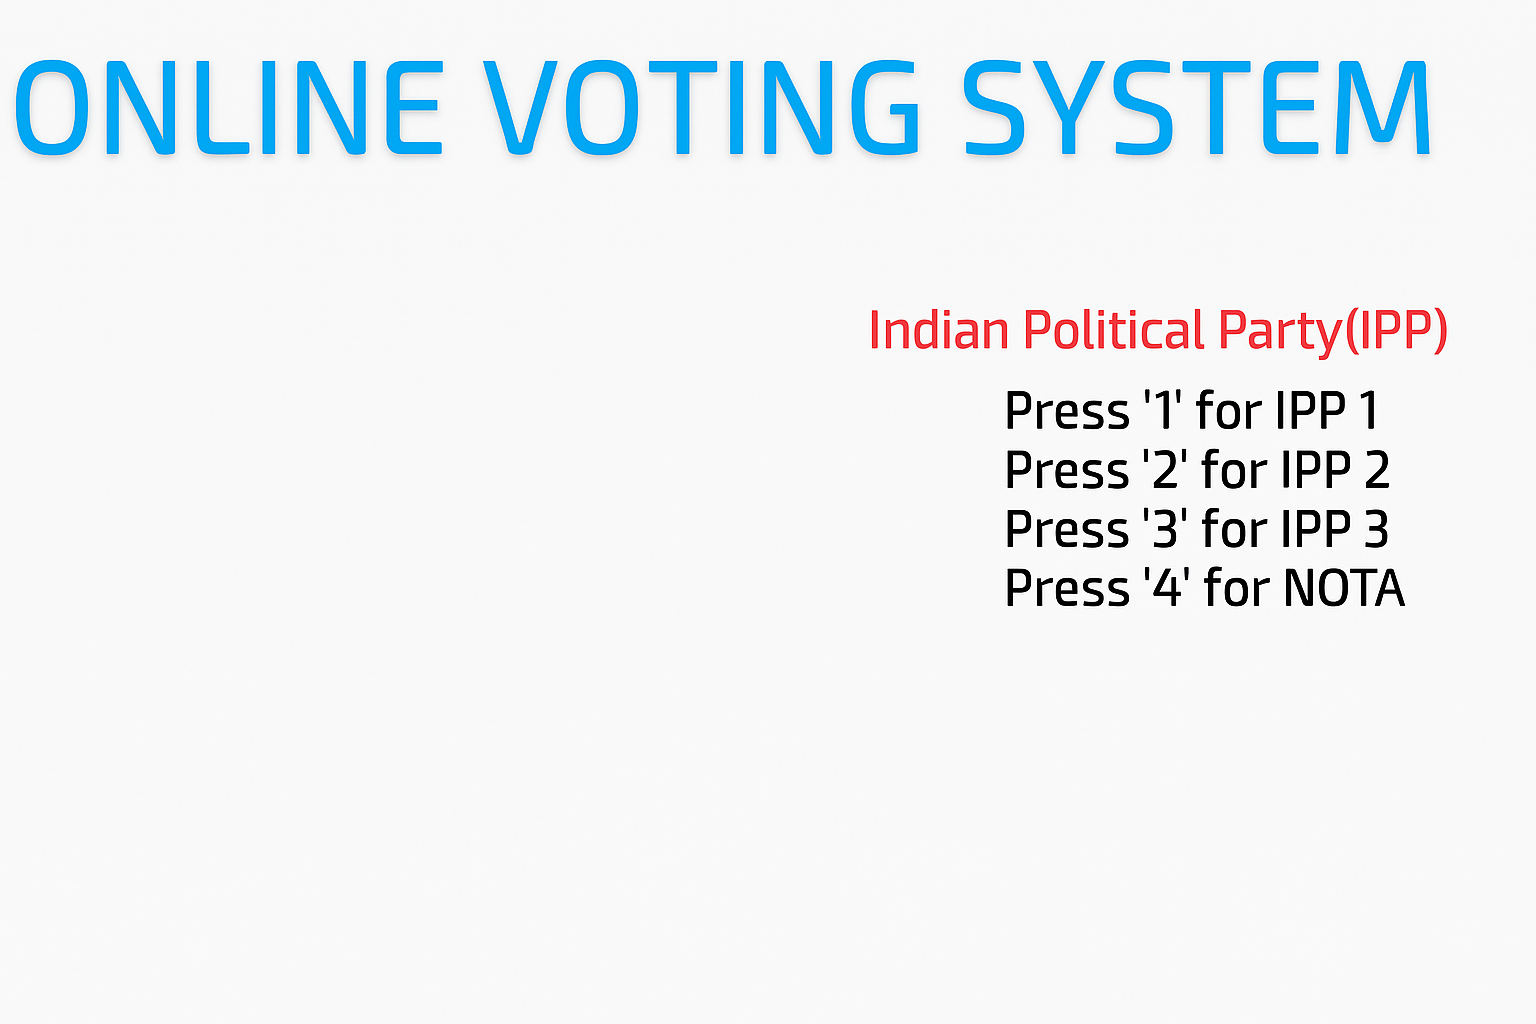 ONLINE VOTING SYSTEM
Indian Political Party(IPP)
Press '1' for IPP 1
Press '2' for IPP 2
Press '3' for IPP 3
Press '4' for NOTA